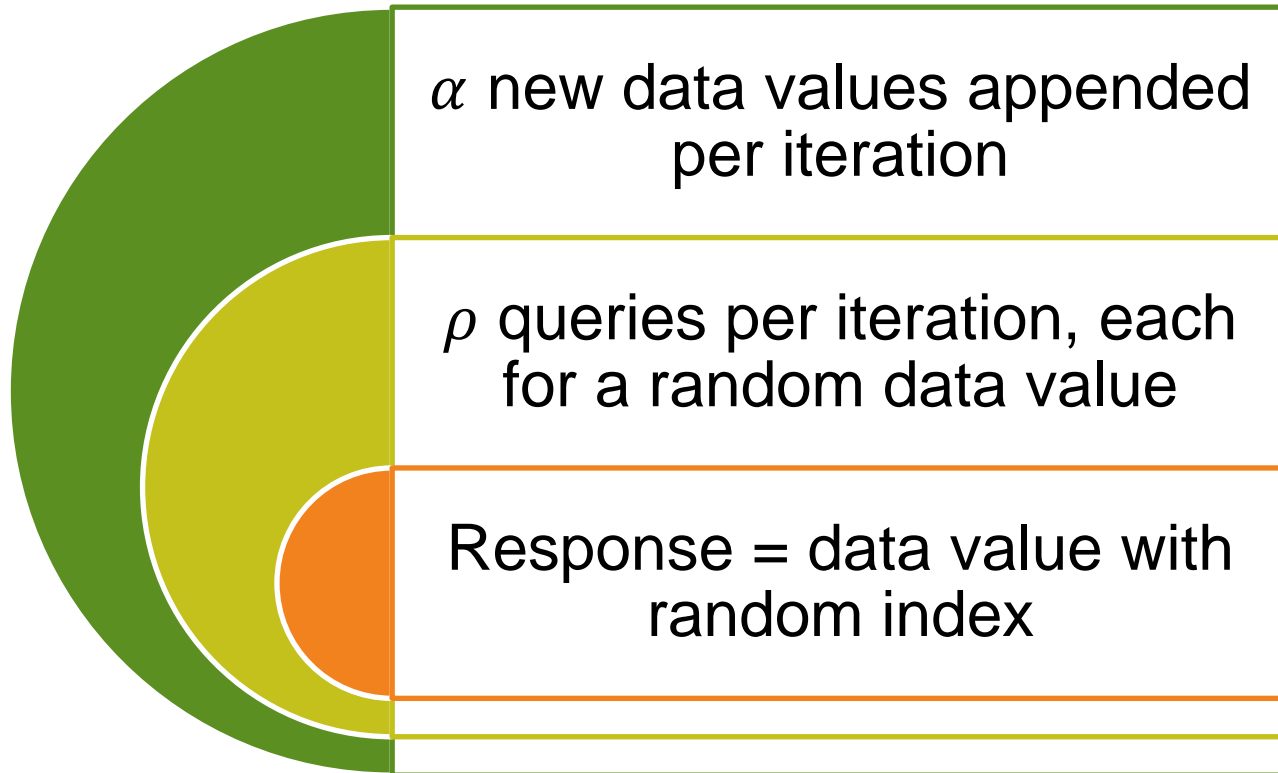 𝛼 new data values appended
per iteration
𝜌 queries per iteration, each
for a random data value
Response = data value with
random index